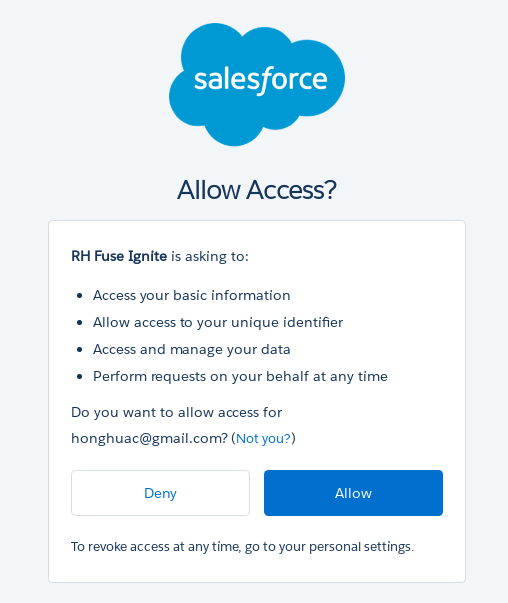 salesforce
Allow Access?
RH Fuse Ignite is asking to:
• Access your basic information
• Allow access to your unique identifier
• Access and manage your data
• Perform requests on your behalf at any time
Do you want to allow access for
honghuac@gmail.com? (Not you?)
Deny
Allow
To revoke access at any time, go to your personal settings.